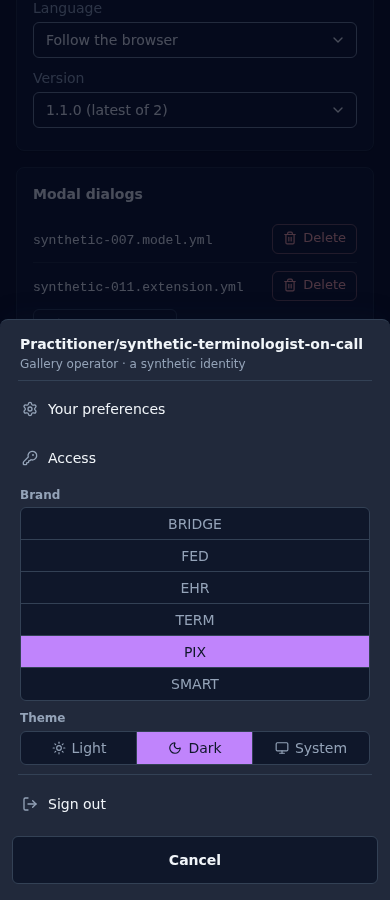 Language
Follow the browser
Version
1.1.0 (latest of 2)
Modal dialogs
synthetic-007.model.yml
Delete
synthetic-011.extension.yml
Delete
Practitioner/synthetic-terminologist-on-call
Gallery operator · a synthetic identity
Your preferences
Access
Brand
BRIDGE
FED
EHR
TERM
PIX
SMART
Theme
Light
Dark
System
Sign out
Cancel